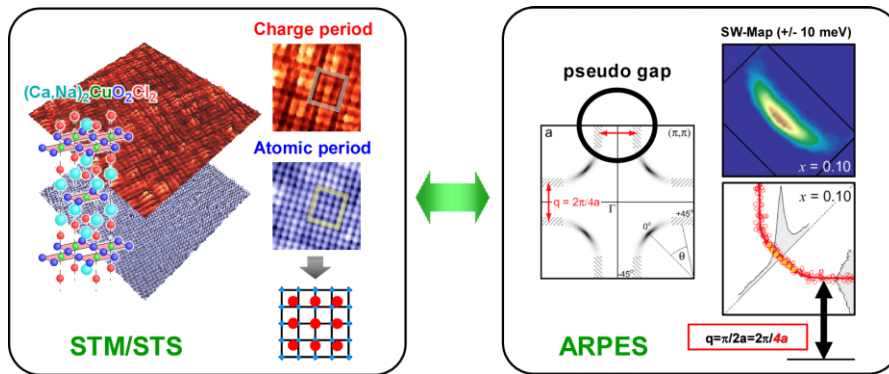 Charge period
(Ca,Na)₂CuO₂Cl₂
Atomic period
STM/STS
SW-Map (+/- 10 meV)
pseudo gap
x = 0.10
a
(π,π)
q = 2π/4a
Γ
+45°
0°
θ
-45°
x = 0.10
q=π/2a=2π/4a
ARPES